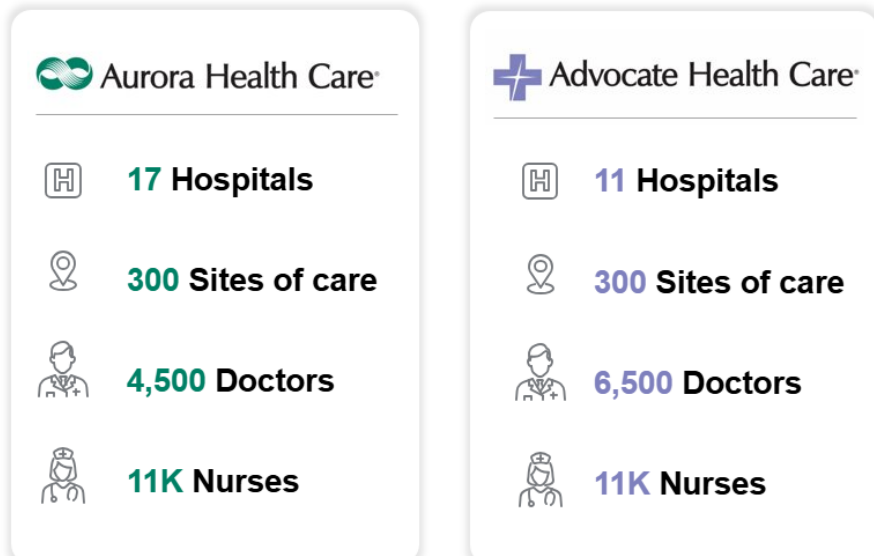 Aurora Health Care®
17 Hospitals
300 Sites of care
4,500 Doctors
11K Nurses
Advocate Health Care®
11 Hospitals
300 Sites of care
6,500 Doctors
11K Nurses